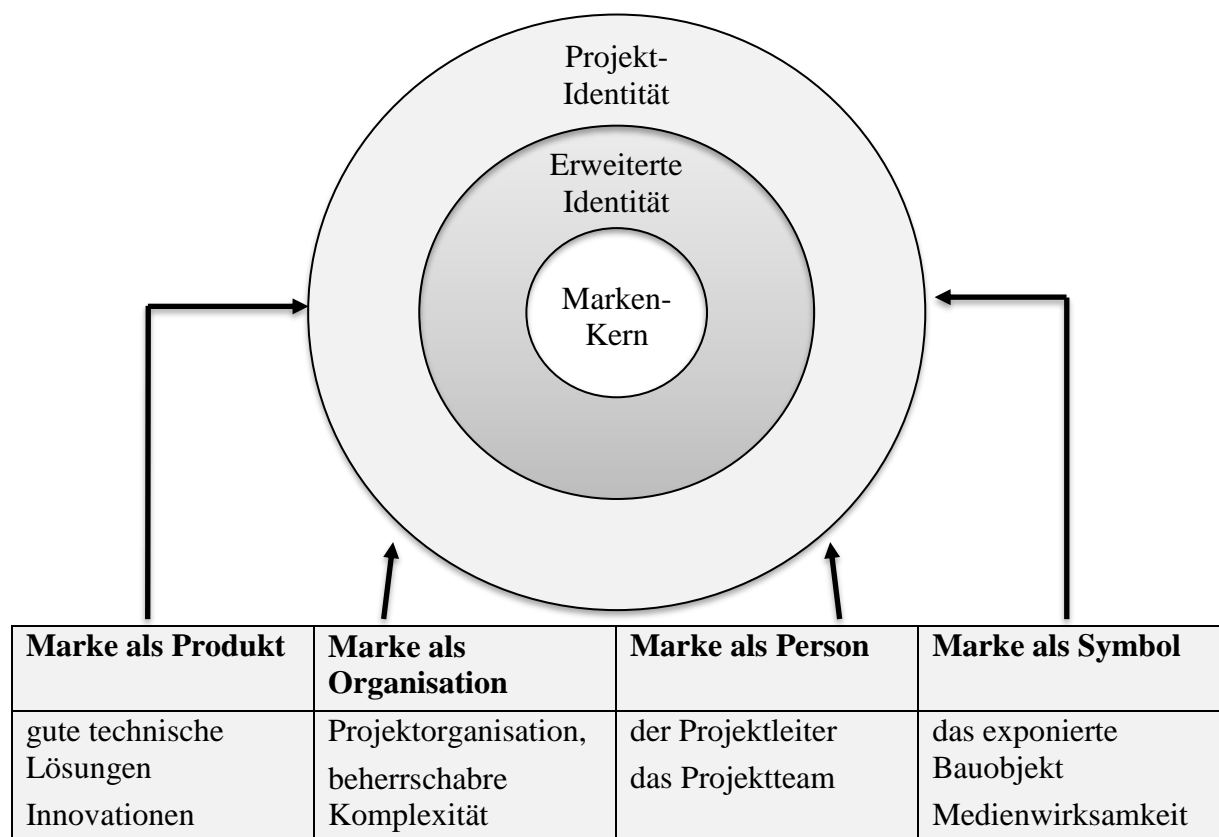 Projekt-
Identität
Erweiterte
Identität
Marken-
Kern
Marke als Produkt
Marke als
Organisation
Marke als Person
Marke als Symbol
gute technische
Lösungen
Innovationen
Projektorganisation,
beherrschabre
Komplexität
der Projektleiter
das Projektteam
das exponierte
Bauobjekt
Medienwirksamkeit